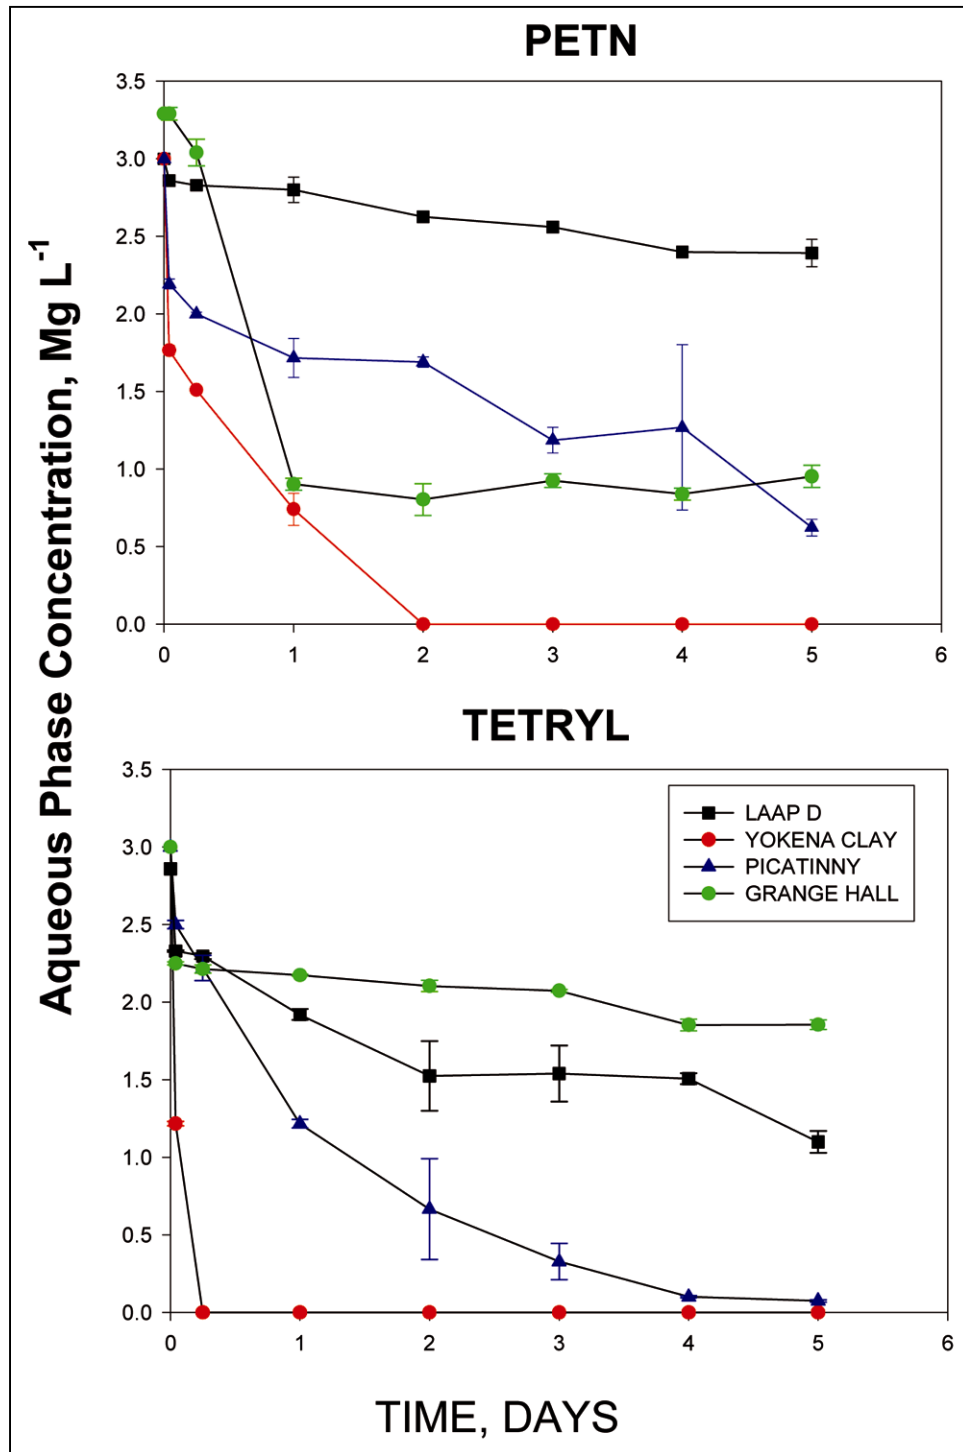 PETN
Aqueous Phase Concentration, Mg L-1
3.5
3.0
2.5
2.0
1.5
1.0
0.5
0.0
0 1 2 3 4 5 6
TETRYL
3.5
3.0
2.5
2.0
1.5
1.0
0.5
0.0
LAAP D
YOKENA CLAY
PICATINNY
GRANGE HALL
0 1 2 3 4 5 6
TIME, DAYS